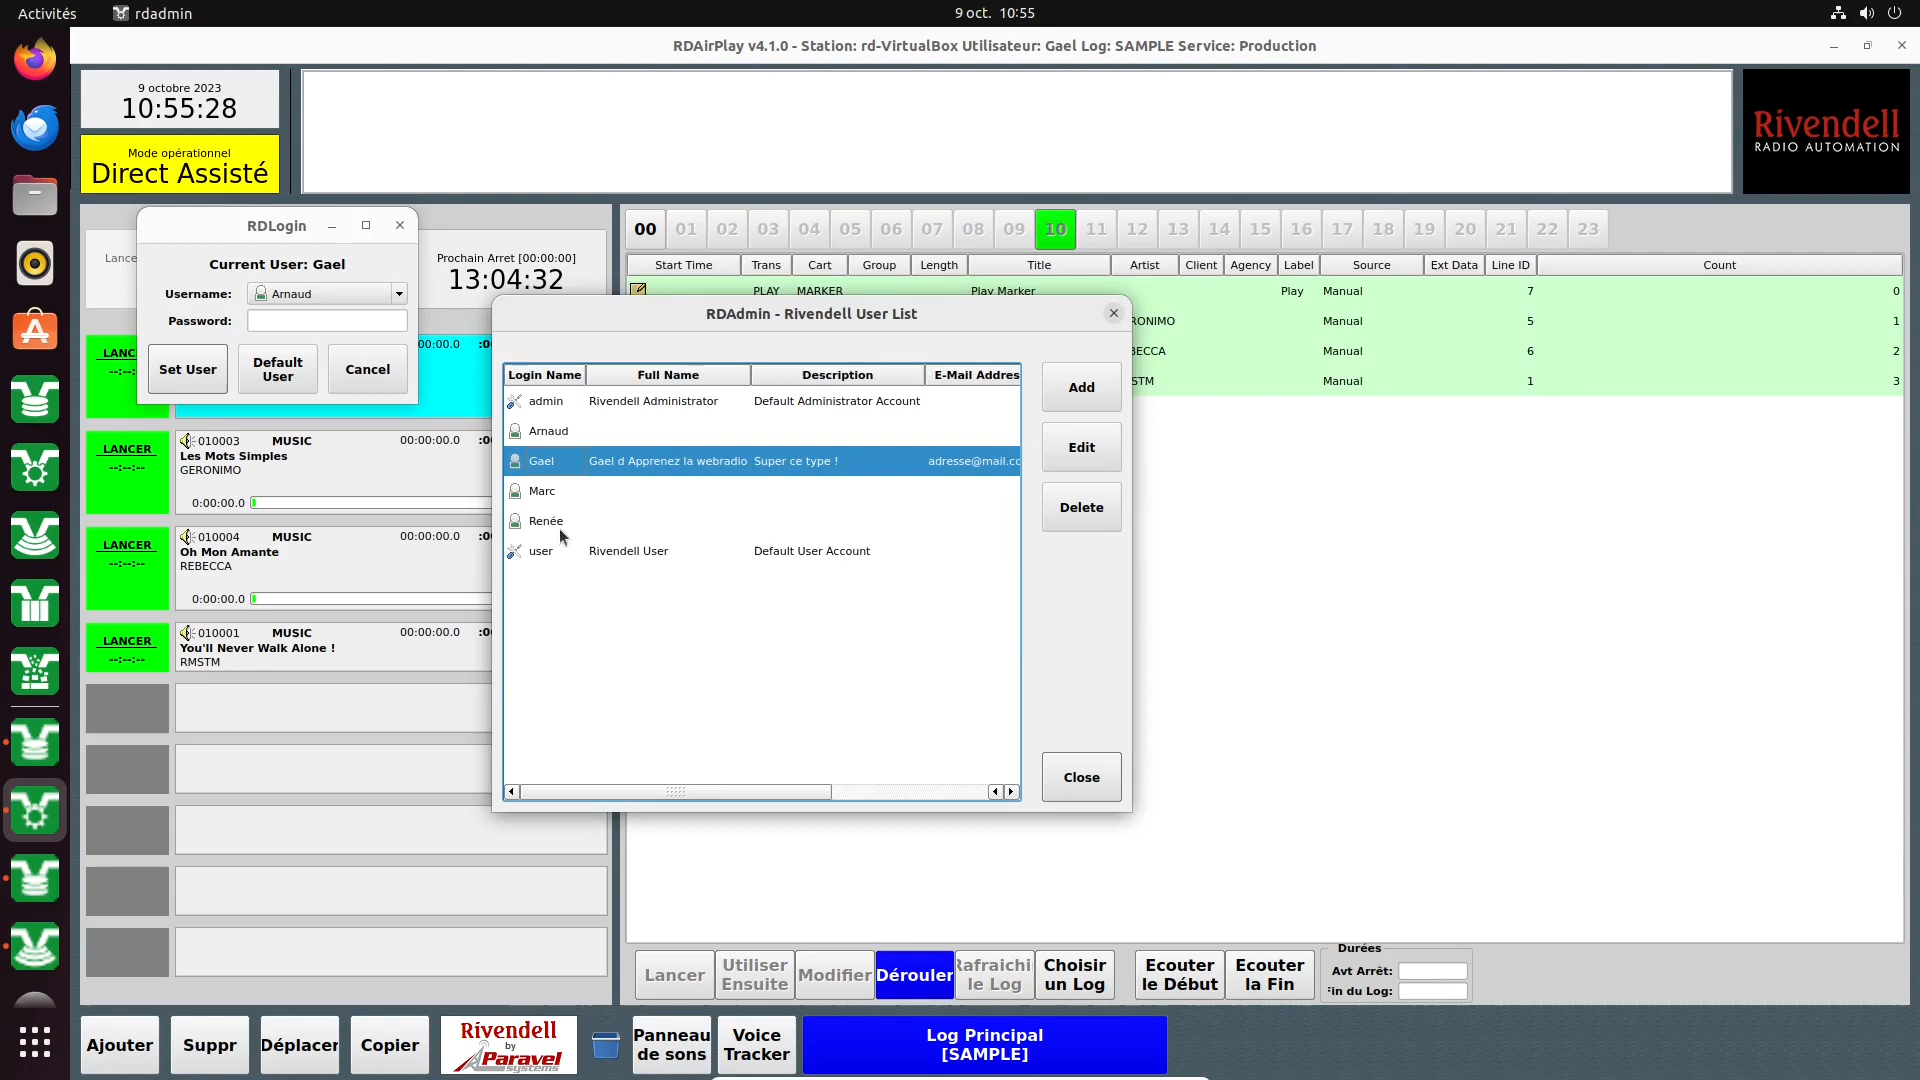 Activités
rdadmin
9 oct. 10:55
RDAirPlay v4.1.0 - Station: rd-VirtualBox Utilisateur: Gael Log: SAMPLE Service: Production
9 octobre 2023
10:55:28
Mode opérationnel
Direct Assisté
Rivendell
RADIO AUTOMATION
RDLogin
Current User: Gael
Username: Arnaud
Password:
Set User
Default
User
Cancel
Lance
Prochain Arret [00:00:00]
13:04:32
00 01 02 03 04 05 06 07 08 09 10 11 12 13 14 15 16 17 18 19 20 21 22 23
Start Time Trans Cart Group Length Title Artist Client Agency Label Source Ext Data Line ID Count
PLAY MARKER Play Marker Play Manual 7 0
RONIMO Manual 5 1
BECCA Manual 6 2
STM Manual 1 3
RDAdmin - Rivendell User List
Login Name Full Name Description E-Mail Addres
admin Rivendell Administrator Default Administrator Account
Arnaud
Gael Gael d Apprenez la webradio Super ce type ! adresse@mail.cc
Marc
Renée
user Rivendell User Default User Account
Add
Edit
Delete
Close
LANC
--:--:--
00:00.0 :0
LANCER
--:--:--
010003 MUSIC 00:00:00.0 :0
Les Mots Simples
GERONIMO
0:00:00.0
LANCER
--:--:--
010004 MUSIC 00:00:00.0 :0
Oh Mon Amante
REBECCA
0:00:00.0
LANCER
--:--:--
010001 MUSIC 00:00:00.0 :0
You'll Never Walk Alone !
RMSTM
Lancer
Utiliser
Ensuite
Modifier
Dérouler
Rafraichi
le Log
Choisir
un Log
Ecouter
le Début
Ecouter
la Fin
Durées
Avt Arrêt:
Fin du Log:
Ajouter
Suppr
Déplacer
Copier
Rivendell
by
Paravel
systems
Panneau
de sons
Voice
Tracker
Log Principal
[SAMPLE]